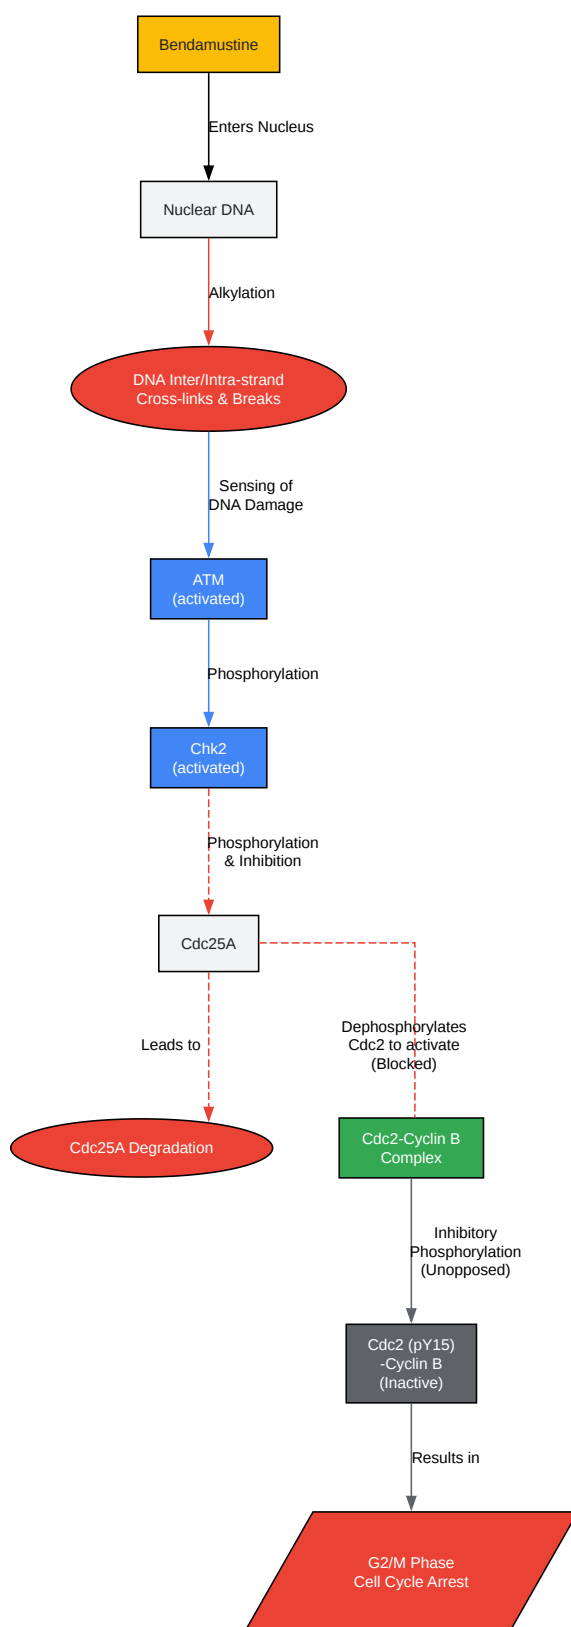 Bendamustine
Enters Nucleus
Nuclear DNA
Alkylation
DNA Inter/Intra-strand
Cross-links & Breaks
Sensing of
DNA Damage
ATM
(activated)
Phosphorylation
Chk2
(activated)
Phosphorylation
& Inhibition
Cdc25A
Leads to
Dephosphorylates
Cdc2 to activate
(Blocked)
Cdc25A Degradation
Cdc2-Cyclin B
Complex
Inhibitory
Phosphorylation
(Unopposed)
Cdc2 (pY15)
-Cyclin B
(Inactive)
Results in
G2/M Phase
Cell Cycle Arrest